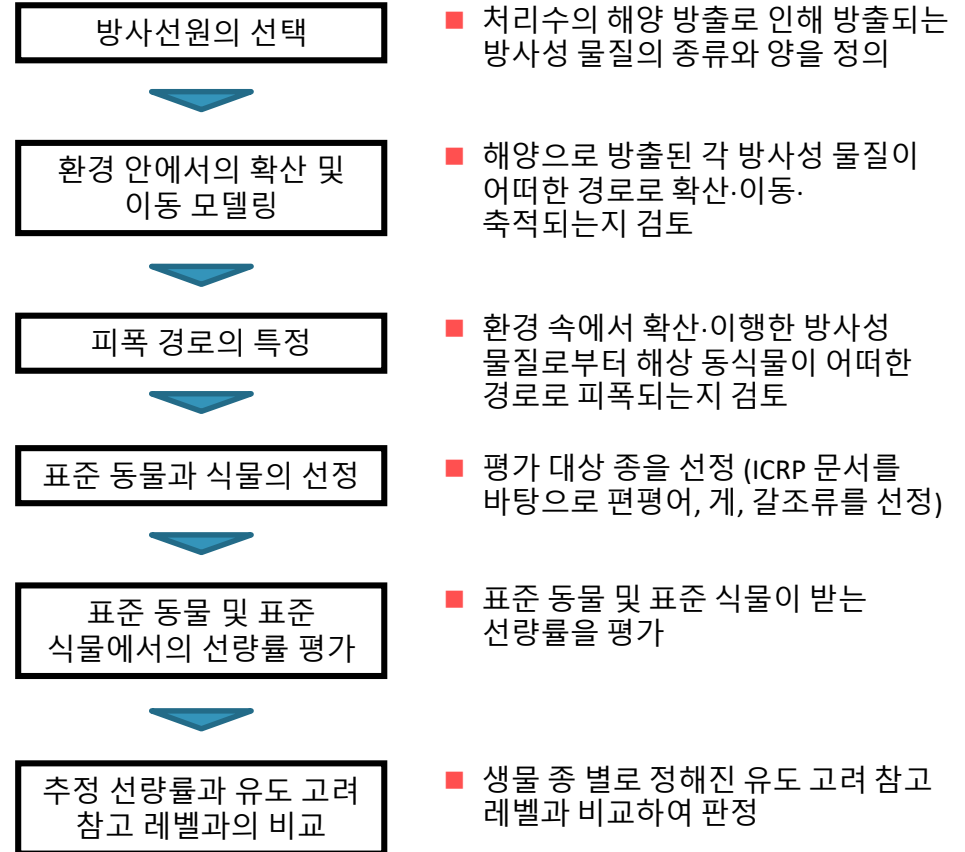 방사선원의 선택
■ 처리수의 해양 방출로 인해 방출되는
방사성 물질의 종류와 양을 정의
환경 안에서의 확산 및
이동 모델링
■ 해양으로 방출된 각 방사성 물질이
어떠한 경로로 확산·이동·
축적되는지 검토
피폭 경로의 특정
■ 환경 속에서 확산·이행한 방사성
물질로부터 해상 동식물이 어떠한
경로로 피폭되는지 검토
표준 동물과 식물의 선정
■ 평가 대상 종을 선정 (ICRP 문서를
바탕으로 편평어, 게, 갈조류를 선정)
표준 동물 및 표준
식물에서의 선량률 평가
■ 표준 동물 및 표준 식물이 받는
선량률을 평가
추정 선량률과 유도 고려
참고 레벨과의 비교
■ 생물 종 별로 정해진 유도 고려 참고
레벨과 비교하여 판정